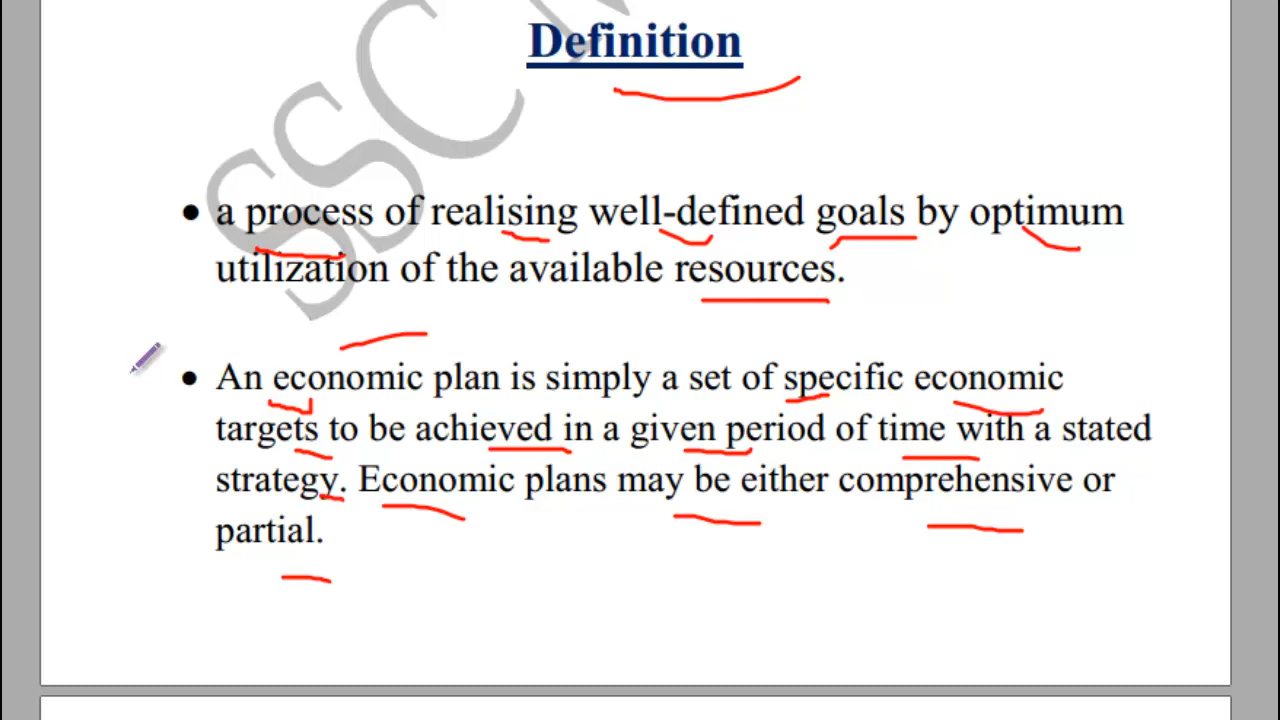 Definition
• a process of realising well-defined goals by optimum
utilization of the available resources.
• An economic plan is simply a set of specific economic
targets to be achieved in a given period of time with a stated
strategy. Economic plans may be either comprehensive or
partial.
SSC